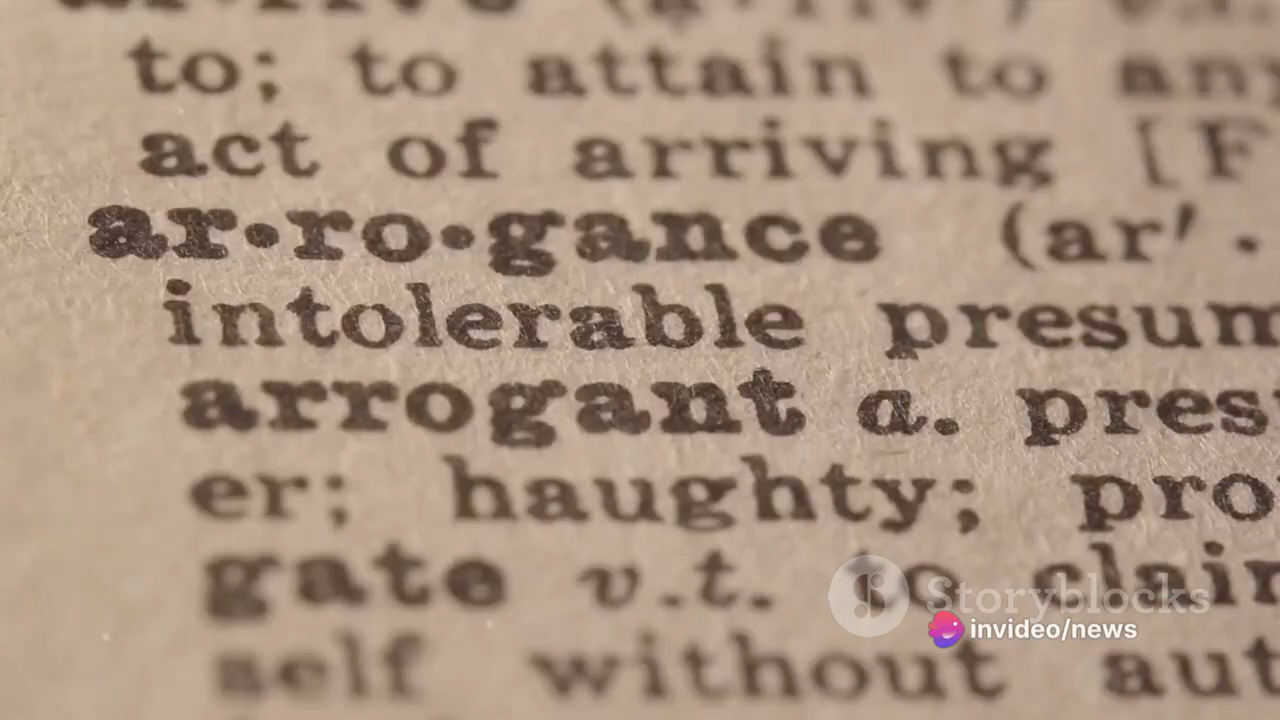 to; to attain to any
act of arriving [F
ar•ro•gance (ar′.
intolerable presum
arrogant a. pres
er; haughty; pro
gate v.t. to claim
self without aut
Storyblocks
invideo/news